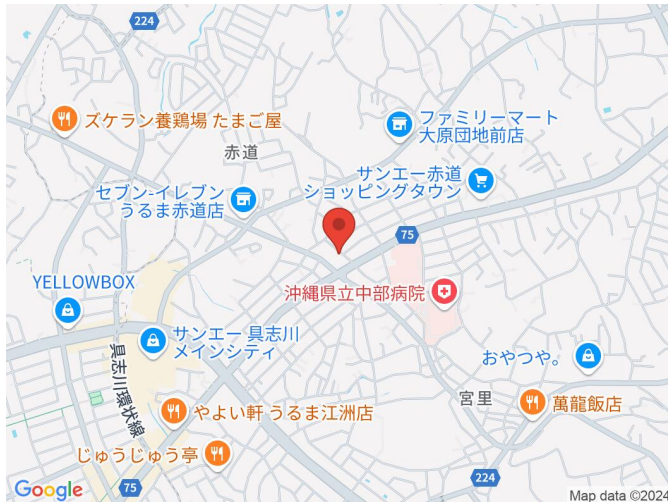 224
ズケラン養鶏場 たまご屋
ファミリーマート
大原団地前店
赤道
サンエー赤道
ショッピングタウン
セブン-イレブン
うるま赤道店
75
YELLOWBOX
沖縄県立中部病院
サンエー 具志川
メインシティ
おやつや。
具志川環状線
宮里
萬龍飯店
やよい軒 うるま江洲店
じゅうじゅう亭
75
224
Google
Map data ©2024